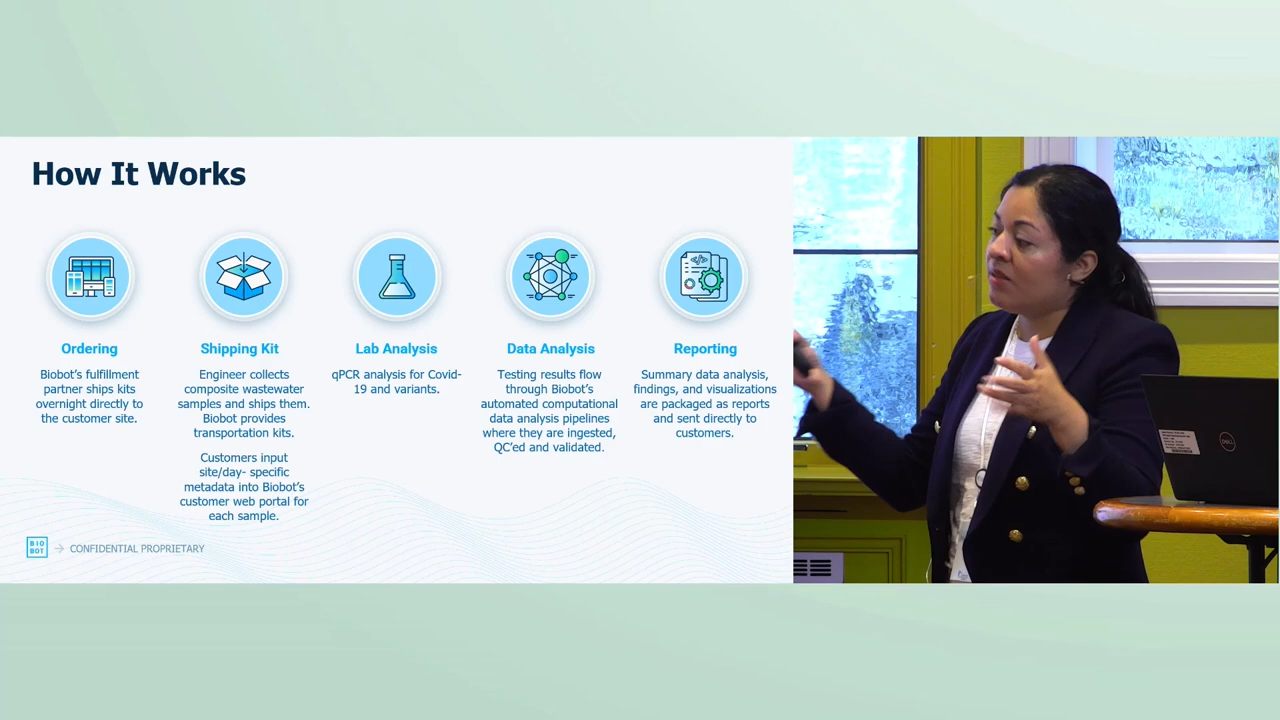 How It Works
Ordering
Biobot's fulfillment
partner ships kits
overnight directly to
the customer site.
Shipping Kit
Engineer collects
composite wastewater
samples and ships them.
Biobot provides
transportation kits.
Customers input
site/day- specific
metadata into Biobot's
customer web portal for
each sample.
Lab Analysis
qPCR analysis for Covid-
19 and variants.
Data Analysis
Testing results flow
through Biobot's
automated computational
data analysis pipelines
where they are ingested,
QC'ed and validated.
Reporting
Summary data analysis,
findings, and visualizations
are packaged as reports
and sent directly to
customers.
BIO
BOT
→ CONFIDENTIAL PROPRIETARY
DELL